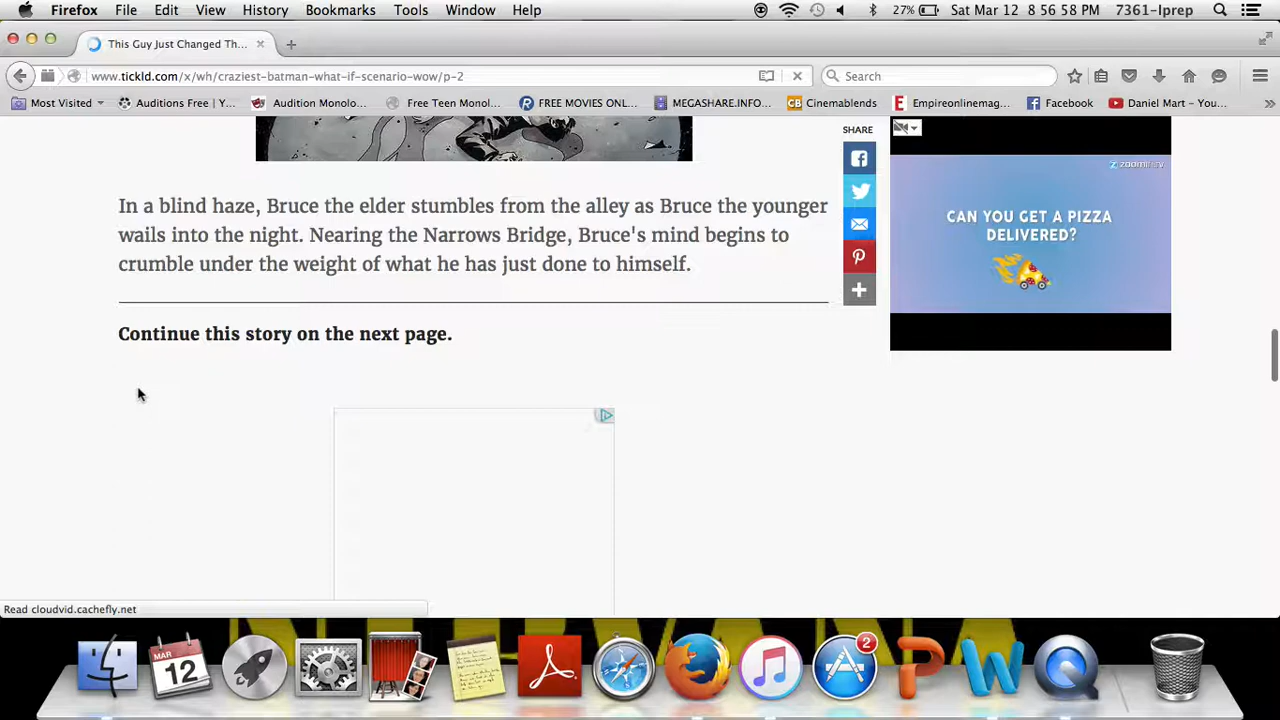 Firefox File Edit View History Bookmarks Tools Window Help 27% Sat Mar 12 8 56 58 PM 7361-Iprep
This Guy Just Changed Th...
www.tickld.com/x/wh/craziest-batman-what-if-scenario-wow/p-2 Search
Most Visited Auditions Free | Y... Audition Monolo... Free Teen Monol... FREE MOVIES ONL... MEGASHARE.INFO... CB Cinemablends E Empireonlinemag... Facebook Daniel Mart - You...
SHARE
zoomin.tv
CAN YOU GET A PIZZA
DELIVERED?
In a blind haze, Bruce the elder stumbles from the alley as Bruce the younger
wails into the night. Nearing the Narrows Bridge, Bruce's mind begins to
crumble under the weight of what he has just done to himself.
Continue this story on the next page.
Read cloudvid.cachefly.net
MAR
12
2